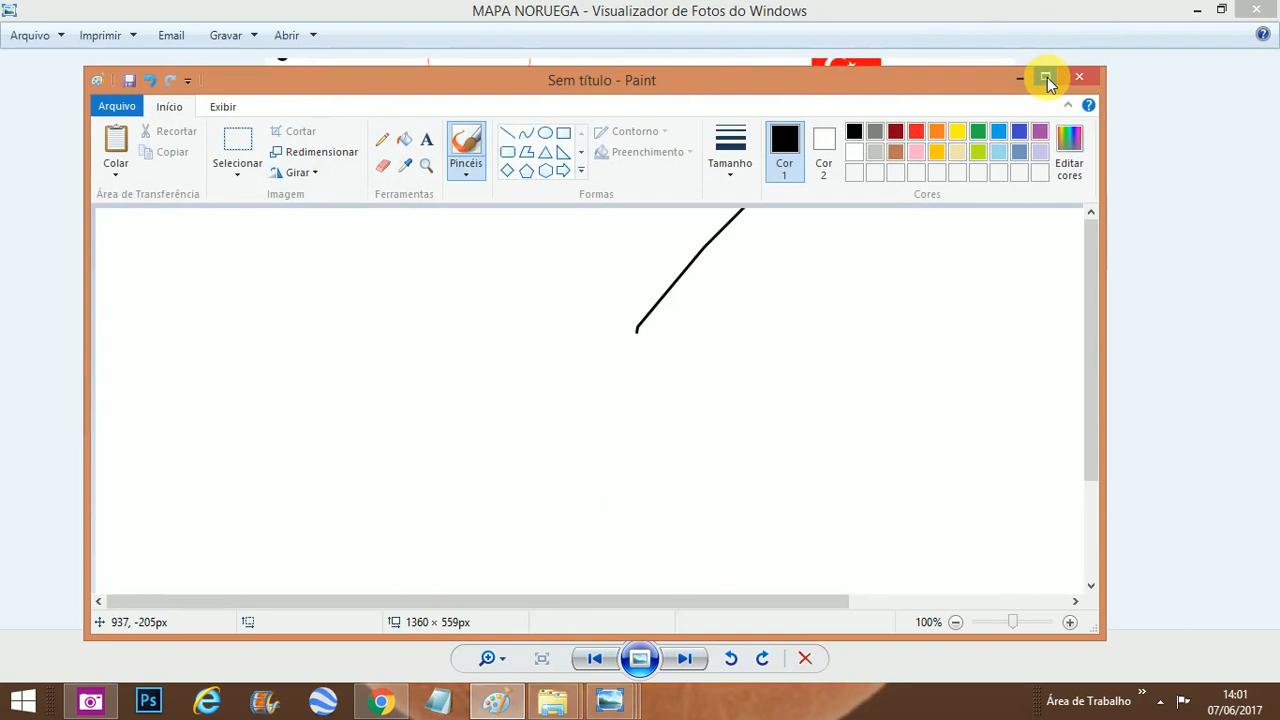 MAPA NORUEGA - Visualizador de Fotos do Windows
Arquivo Imprimir Email Gravar Abrir
Sem título - Paint
Arquivo Início Exibir
Colar
Recortar
Copiar
Área de Transferência
Selecionar
Cortar
Redimensionar
Girar
Imagem
A
Ferramentas
Pincéis
Contorno
Preenchimento
Formas
Tamanho
Cor
1
Cor
2
Editar
cores
Cores
937, -205px
1360 × 559px
100%
Ps
Área de Trabalho
14:01
07/06/2017